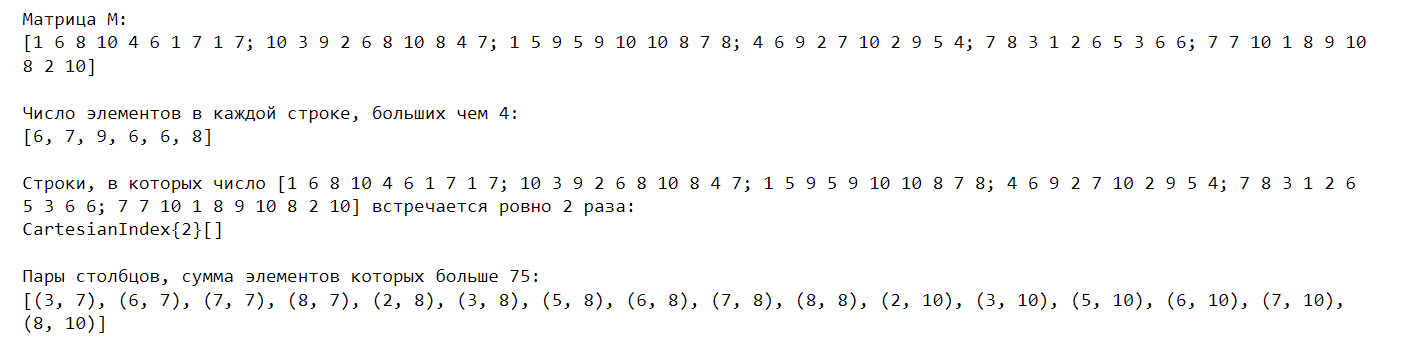 Матрица M:
[1 6 8 10 4 6 1 7 1 7; 10 3 9 2 6 8 10 8 4 7; 1 5 9 5 9 10 10 8 7 8; 4 6 9 2 7 10 2 9 5 4; 7 8 3 1 2 6 5 3 6 6; 7 7 10 1 8 9 10
8 2 10]
Число элементов в каждой строке, больших чем 4:
[6, 7, 9, 6, 6, 8]
Строки, в которых число [1 6 8 10 4 6 1 7 1 7; 10 3 9 2 6 8 10 8 4 7; 1 5 9 5 9 10 10 8 7 8; 4 6 9 2 7 10 2 9 5 4; 7 8 3 1 2 6
5 3 6 6; 7 7 10 1 8 9 10 8 2 10] встречается ровно 2 раза:
CartesianIndex{2}[]
Пары столбцов, сумма элементов которых больше 75:
[(3, 7), (6, 7), (7, 7), (8, 7), (2, 8), (3, 8), (5, 8), (6, 8), (7, 8), (8, 8), (2, 10), (3, 10), (5, 10), (6, 10), (7, 10),
(8, 10)]